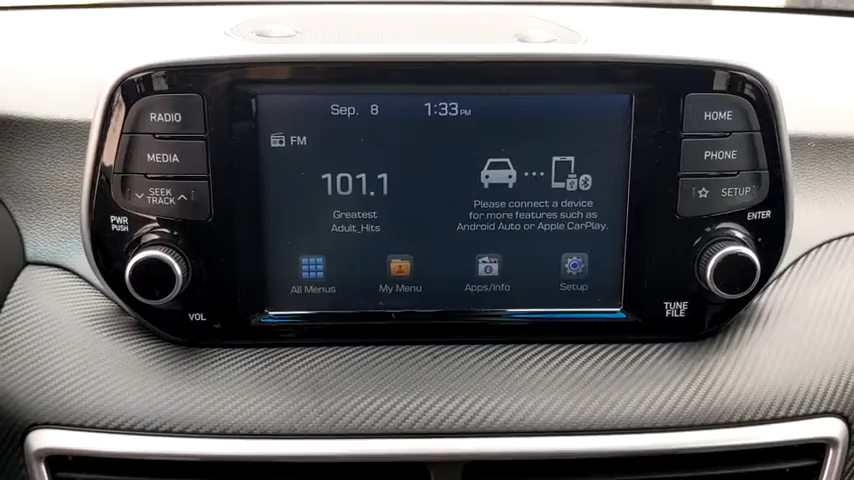 Sep. 8 1:33 PM
RADIO
MEDIA
SEEK
TRACK
PWR
PUSH
VOL
FM
101.1
Greatest
Adult_Hits
Please connect a device
for more features such as
Android Auto or Apple CarPlay.
All Menus
My Menu
Apps/Info
Setup
HOME
PHONE
SETUP
ENTER
TUNE
FILE